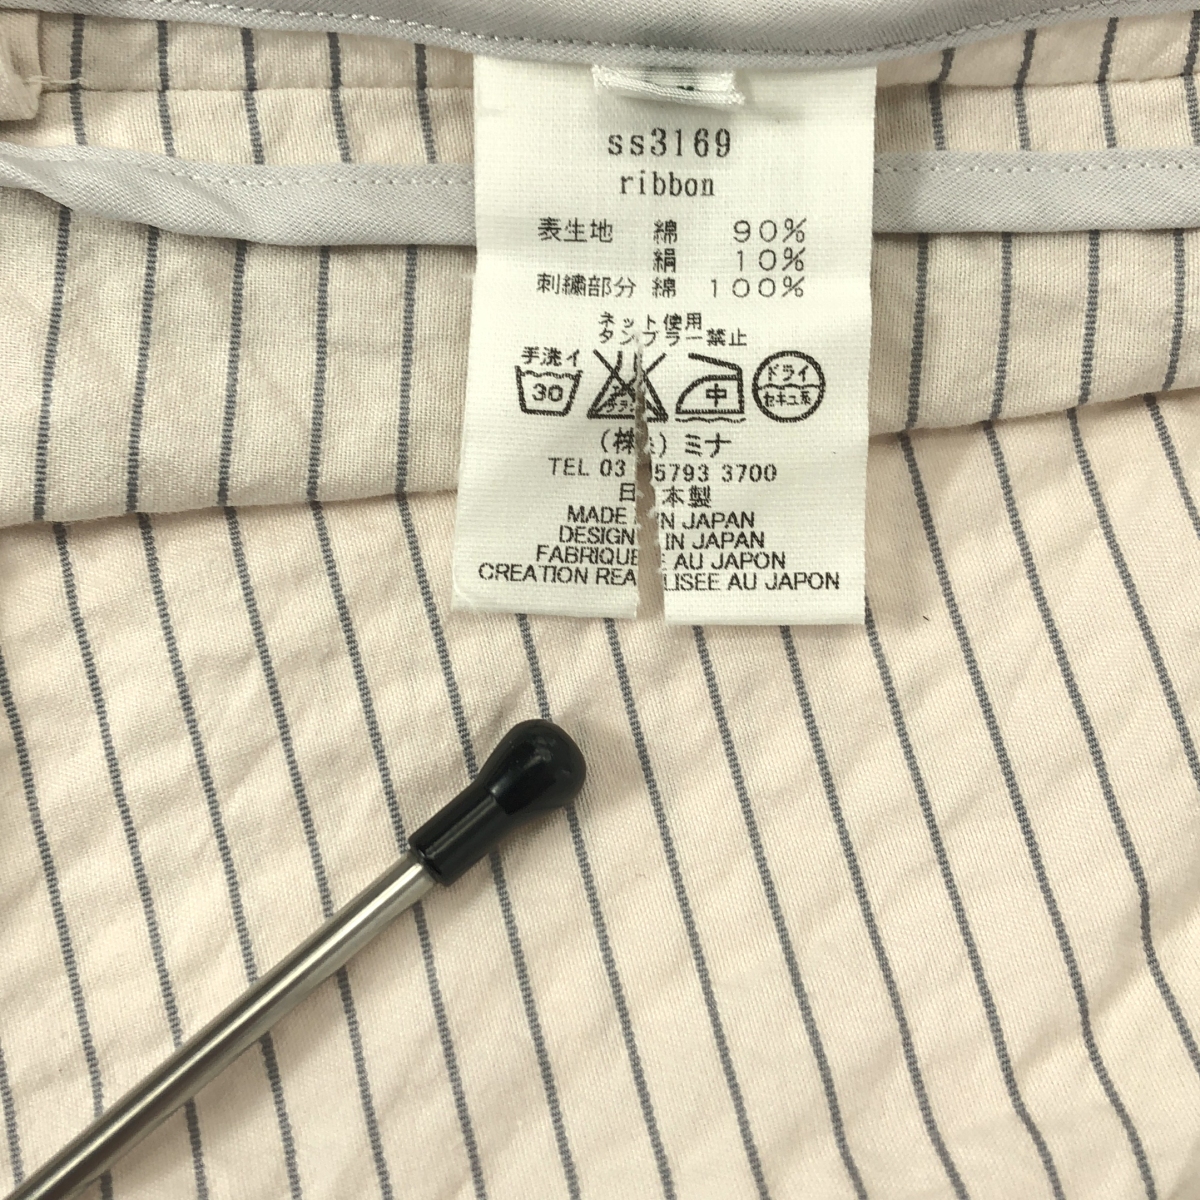 ss3169
ribbon
表生地 綿 90%
絹 10%
刺繍部分 綿 100%
ネット使用
タンブラー禁止
手洗イ
30
中
ドライ
セキユ系
(株 ) ミナ
TEL 03 5793 3700
日本製
MADE IN JAPAN
DESIGN IN JAPAN
FABRIQUE AU JAPON
CREATION REALISEE AU JAPON